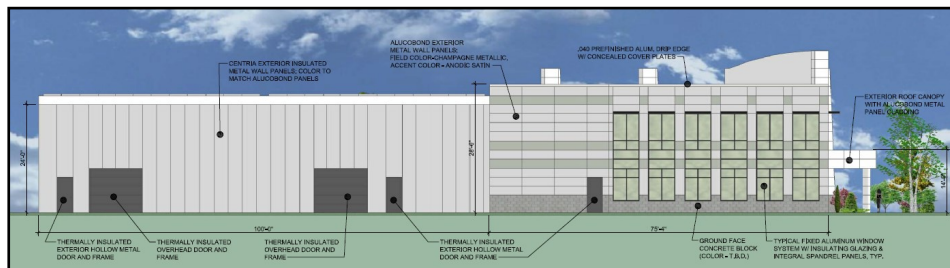 ALUCOBOND EXTERIOR
METAL WALL PANELS;
FIELD COLOR=CHAMPAGNE METALLIC,
ACCENT COLOR = ANODIC SATIN
.040 PREFINISHED ALUM. DRIP EDGE
W/ CONCEALED COVER PLATES
CENTRIA EXTERIOR INSULATED
METAL WALL PANELS; COLOR TO
MATCH ALUCOBOND PANELS
EXTERIOR ROOF CANOPY
WITH ALUCOBOND METAL
PANEL CLADDING
24'-0"
28'-6"
100'-0"
75'-4"
THERMALLY INSULATED
EXTERIOR HOLLOW METAL
DOOR AND FRAME
THERMALLY INSULATED
OVERHEAD DOOR AND
FRAME
THERMALLY INSULATED
OVERHEAD DOOR AND
FRAME
THERMALLY INSULATED
EXTERIOR HOLLOW METAL
DOOR AND FRAME
GROUND FACE
CONCRETE BLOCK
(COLOR = T.B.D.)
TYPICAL FIXED ALUMINUM WINDOW
SYSTEM W/ INSULATING GLAZING &
INTEGRAL SPANDREL PANELS, TYP.